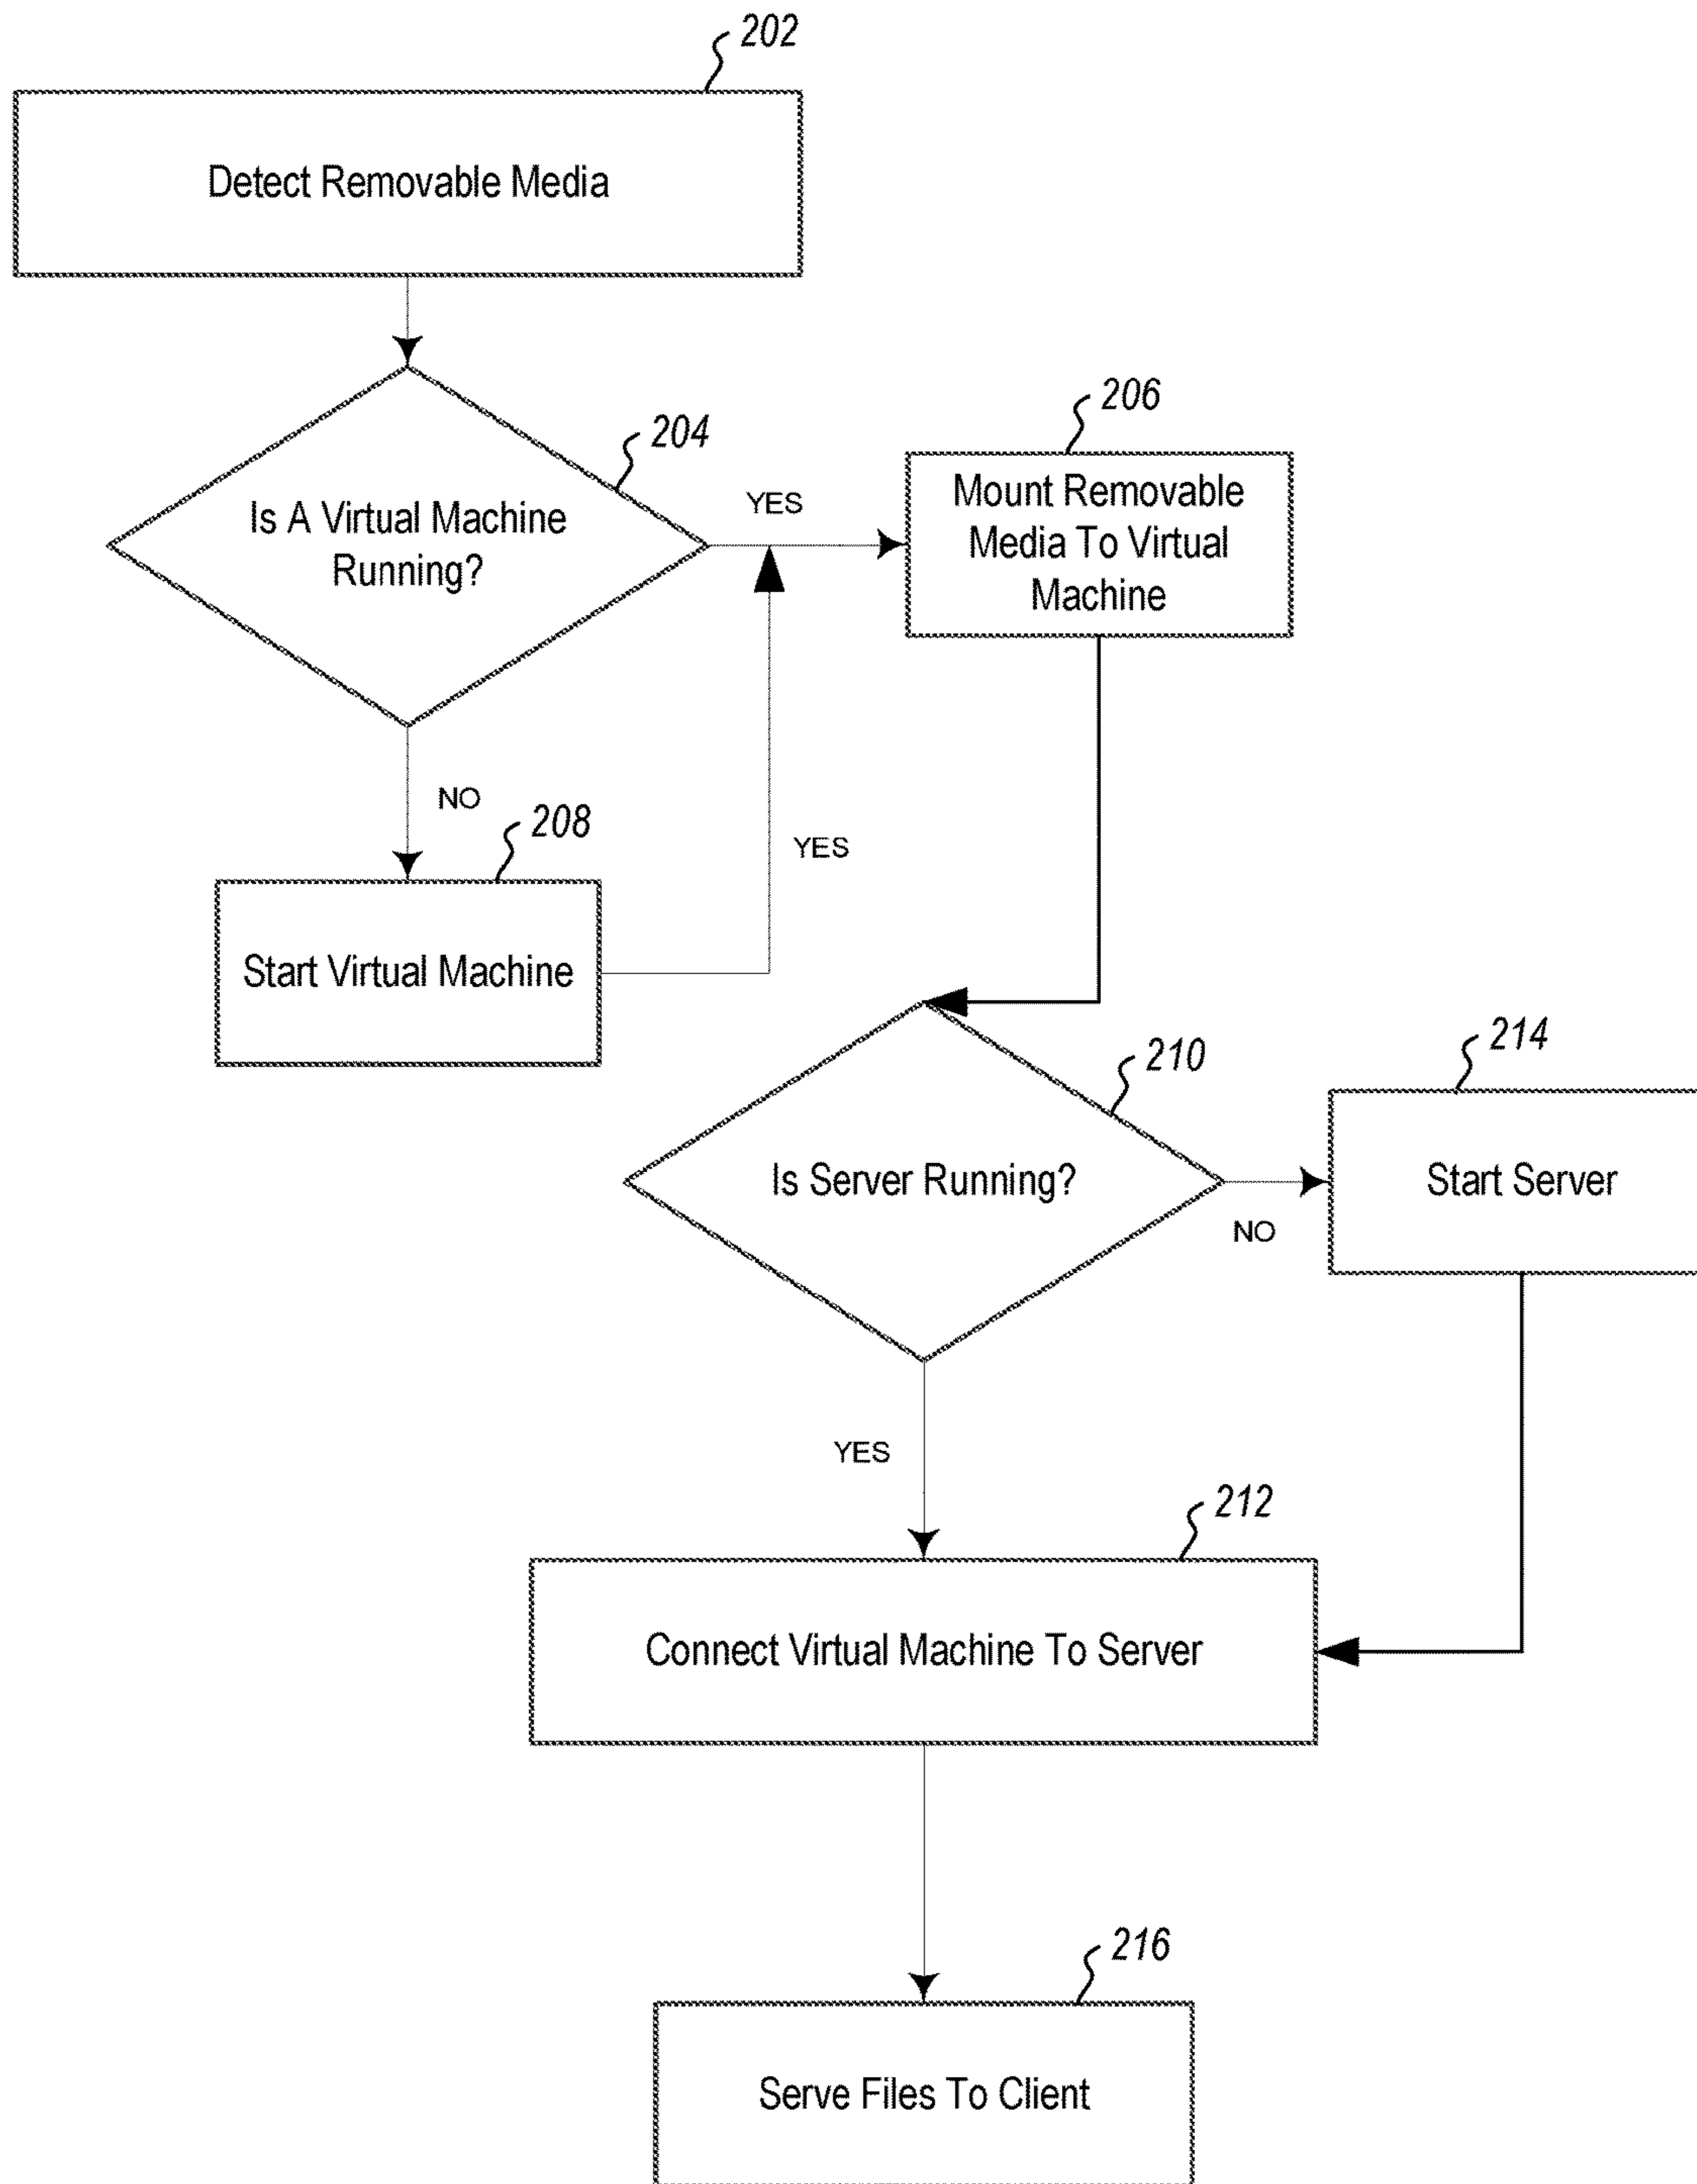 202
Detect Removable Media
204
Is A Virtual Machine
Running?
YES
206
Mount Removable
Media To Virtual
Machine
NO
208
YES
Start Virtual Machine
210
214
Is Server Running?
NO
Start Server
YES
212
Connect Virtual Machine To Server
216
Serve Files To Client